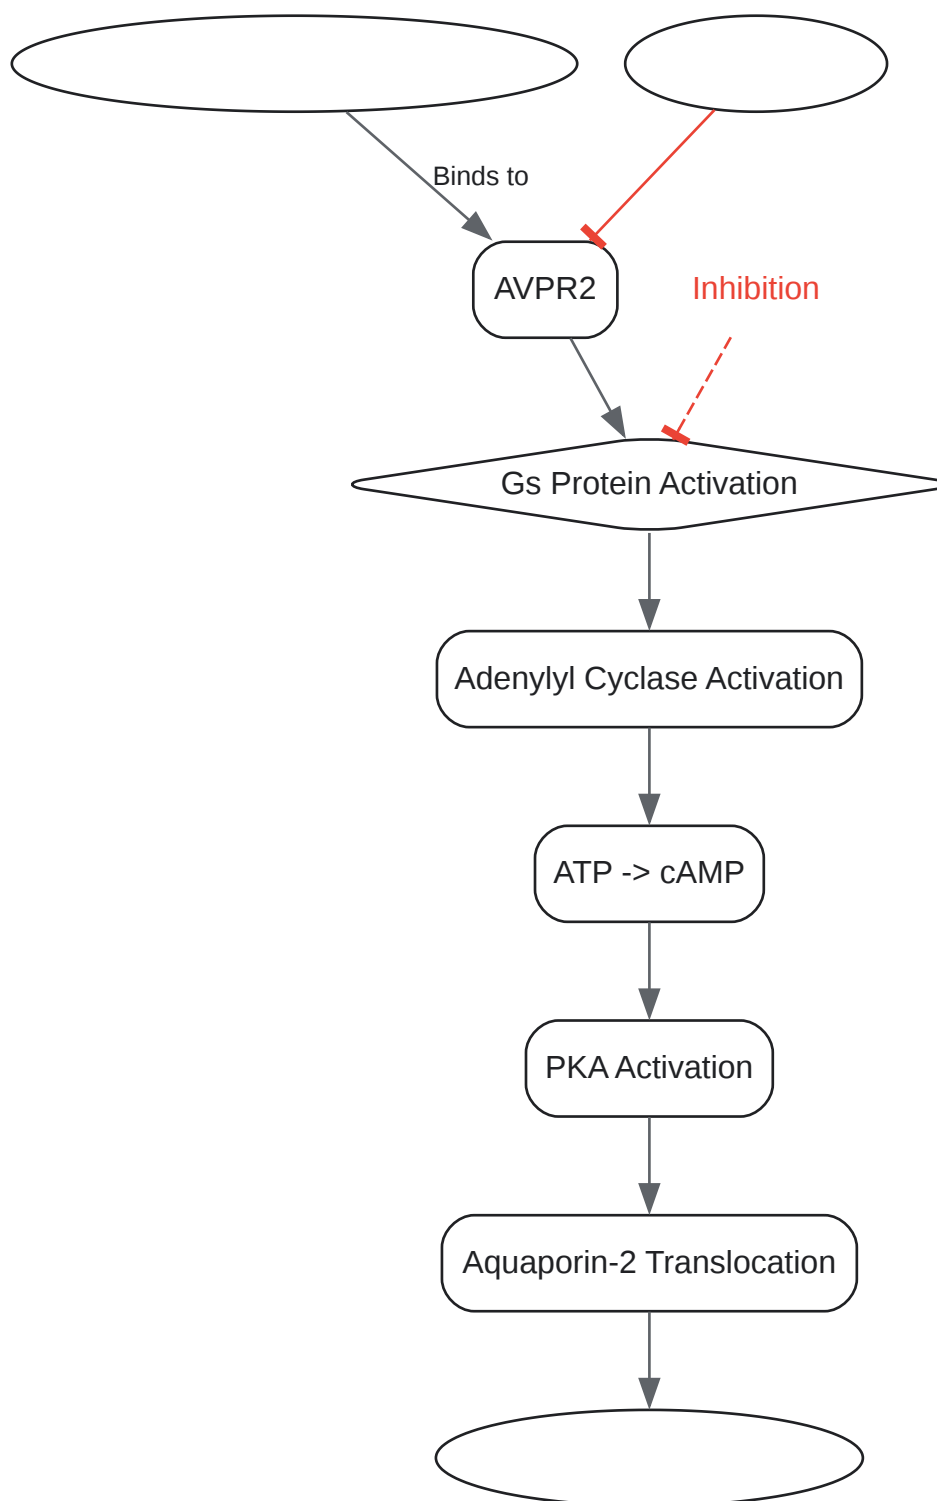 Binds to
AVPR2
Inhibition
Gs Protein Activation
Adenylyl Cyclase Activation
ATP -> cAMP
PKA Activation
Aquaporin-2 Translocation